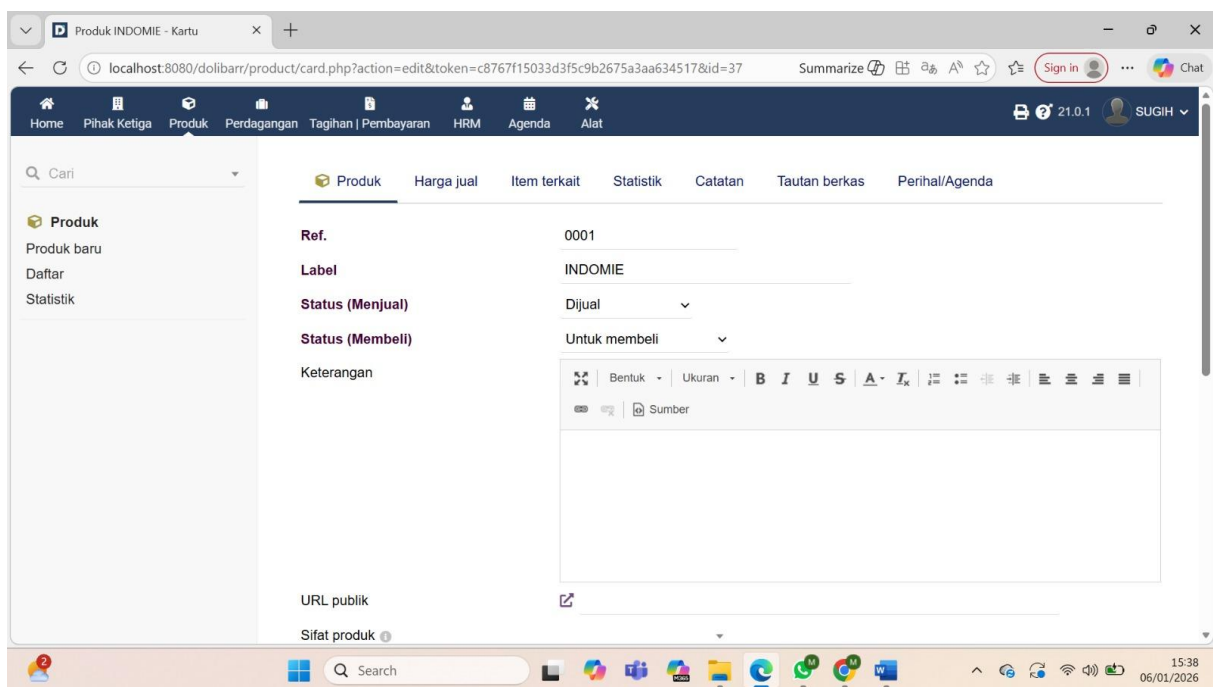 Produk INDOMIE - Kartu
localhost:8080/dolibarr/product/card.php?action=edit&token=c8767f15033d3f5c9b2675a3aa634517&id=37
Summarize
Sign in
Chat
Home Pihak Ketiga Produk Perdagangan Tagihan | Pembayaran HRM Agenda Alat
21.0.1 SUGIH
Cari
Produk
Produk baru
Daftar
Statistik
Produk Harga jual Item terkait Statistik Catatan Tautan berkas Perihal/Agenda
Ref. 0001
Label INDOMIE
Status (Menjual) Dijual
Status (Membeli) Untuk membeli
Keterangan
Bentuk Ukuran B I U S A Tx
Sumber
URL publik
Sifat produk
2
Search
15:38
06/01/2026